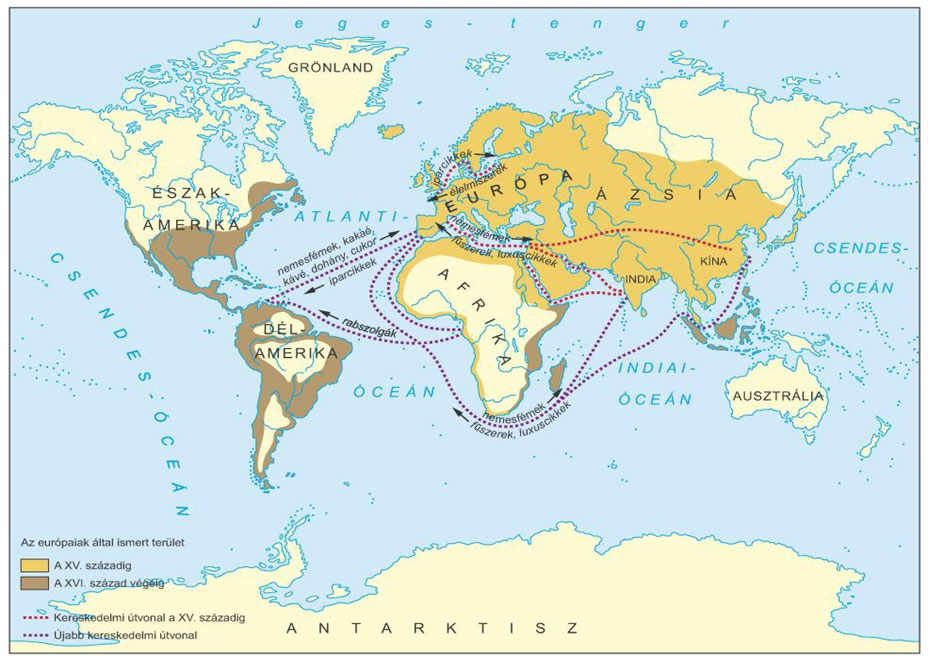 Jeges-tenger
GRÖNLAND
iparcikkek
élelmiszerek
EURÓPA
ÁZSIA
ÉSZAK-
AMERIKA
ATLANTI-
nemesfémek
fűszerek, luxuscikkek
CSENDES-
ÓCEÁN
KÍNA
INDIA
nemesfémek, kakaó,
kávé, dohány, cukor
iparcikkek
AFRIKA
CSENDES-ÓCEÁN
rabszolgák
DÉL-
AMERIKA
ÓCEÁN
INDIAI-
ÓCEÁN
AUSZTRÁLIA
nemesfémek
fűszerek, luxuscikkek
Az európaiak által ismert terület
A XV. századig
A XVI. század végéig
Kereskedelmi útvonal a XV. századig
Újabb kereskedelmi útvonal
ANTARKTISZ